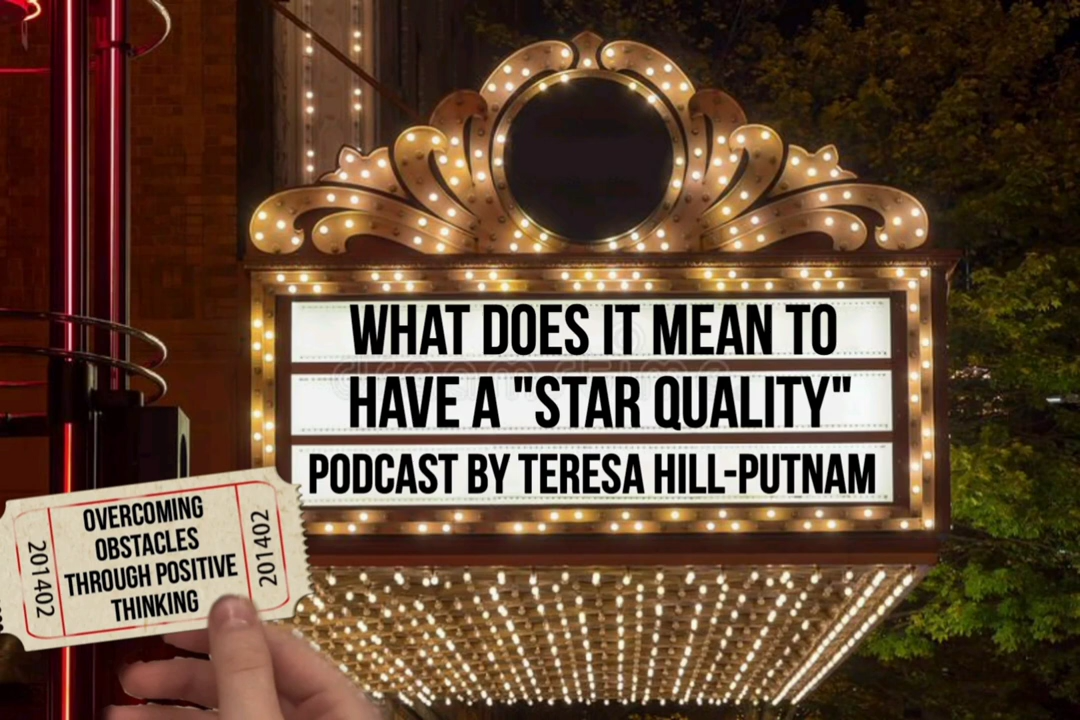 WHAT DOES IT MEAN TO
HAVE A "STAR QUALITY"
PODCAST BY TERESA HILL-PUTNAM
201402
OVERCOMING
OBSTACLES
THROUGH POSITIVE
THINKING
201402